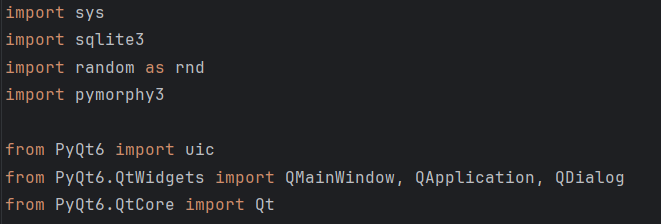 import sys
import sqlite3
import random as rnd
import pymorphy3
from PyQt6 import uic
from PyQt6.QtWidgets import QMainWindow, QApplication, QDialog
from PyQt6.QtCore import Qt